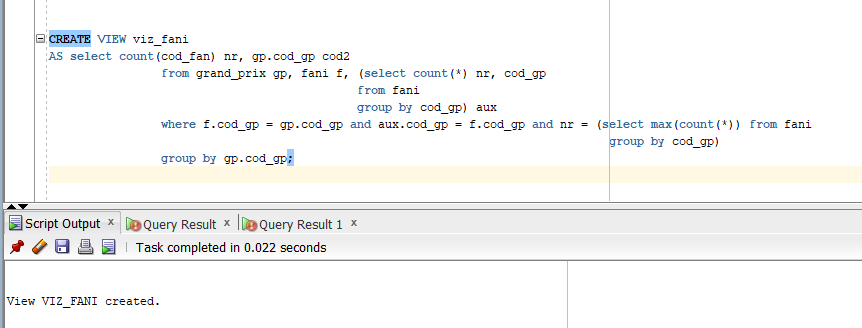 CREATE VIEW viz_fani
AS select count(cod_fan) nr, gp.cod_gp cod2
from grand_prix gp, fani f, (select count(*) nr, cod_gp
from fani
group by cod_gp) aux
where f.cod_gp = gp.cod_gp and aux.cod_gp = f.cod_gp and nr = (select max(count(*)) from fani
group by cod_gp)
group by gp.cod_gp;
Script Output x Query Result x Query Result 1 x
Task completed in 0.022 seconds
View VIZ_FANI created.